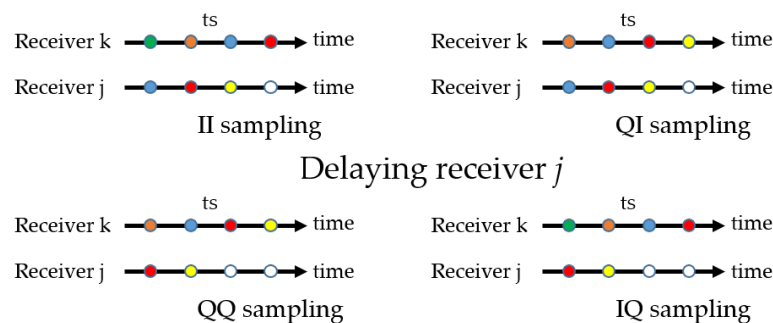 ts
Receiver k time
Receiver j time
II sampling
ts
Receiver k time
Receiver j time
QI sampling
Delaying receiver j
ts
Receiver k time
Receiver j time
QQ sampling
ts
Receiver k time
Receiver j time
IQ sampling